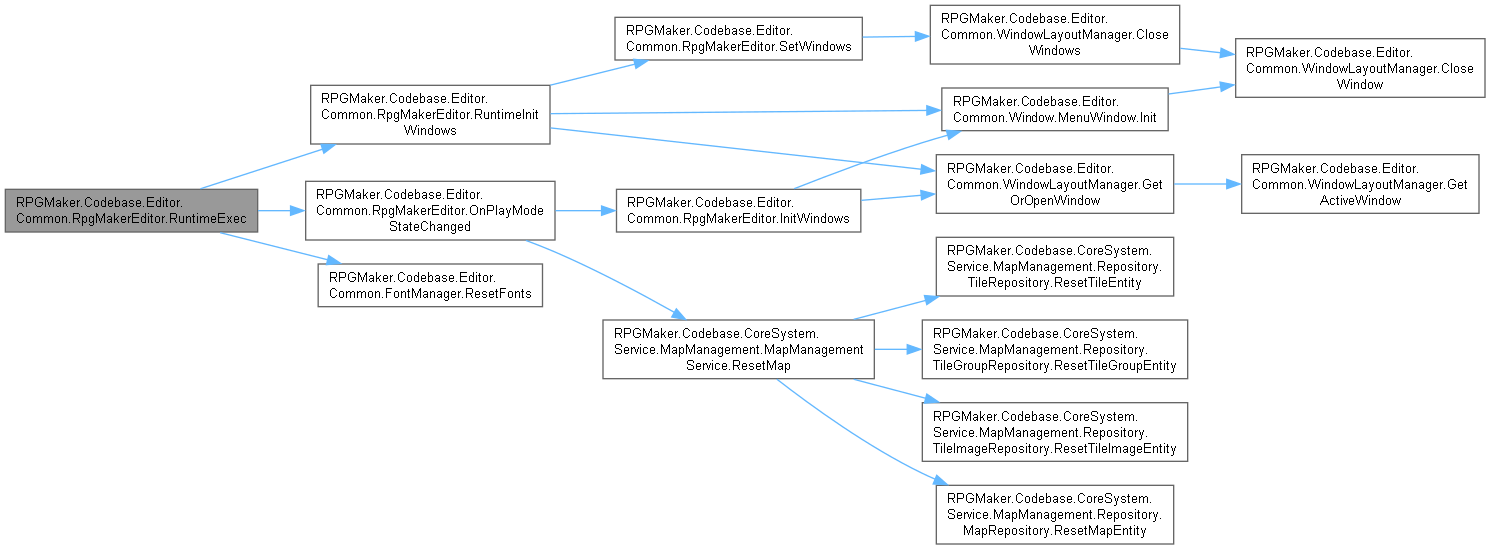 RPGMaker.Codebase.Editor.
Common.RpgMakerEditor.RuntimeExec
RPGMaker.Codebase.Editor.
Common.RpgMakerEditor.RuntimeInit
Windows
RPGMaker.Codebase.Editor.
Common.RpgMakerEditor.OnPlayMode
StateChanged
RPGMaker.Codebase.Editor.
Common.FontManager.ResetFonts
RPGMaker.Codebase.Editor.
Common.RpgMakerEditor.SetWindows
RPGMaker.Codebase.Editor.
Common.RpgMakerEditor.InitWindows
RPGMaker.Codebase.CoreSystem.
Service.MapManagement.MapManagement
Service.ResetMap
RPGMaker.Codebase.Editor.
Common.WindowLayoutManager.Close
Windows
RPGMaker.Codebase.Editor.
Common.Window.MenuWindow.Init
RPGMaker.Codebase.Editor.
Common.WindowLayoutManager.Get
OrOpenWindow
RPGMaker.Codebase.CoreSystem.
Service.MapManagement.Repository.
TileRepository.ResetTileEntity
RPGMaker.Codebase.CoreSystem.
Service.MapManagement.Repository.
TileGroupRepository.ResetTileGroupEntity
RPGMaker.Codebase.CoreSystem.
Service.MapManagement.Repository.
TileImageRepository.ResetTileImageEntity
RPGMaker.Codebase.CoreSystem.
Service.MapManagement.Repository.
MapRepository.ResetMapEntity
RPGMaker.Codebase.Editor.
Common.WindowLayoutManager.Close
Window
RPGMaker.Codebase.Editor.
Common.WindowLayoutManager.Get
ActiveWindow